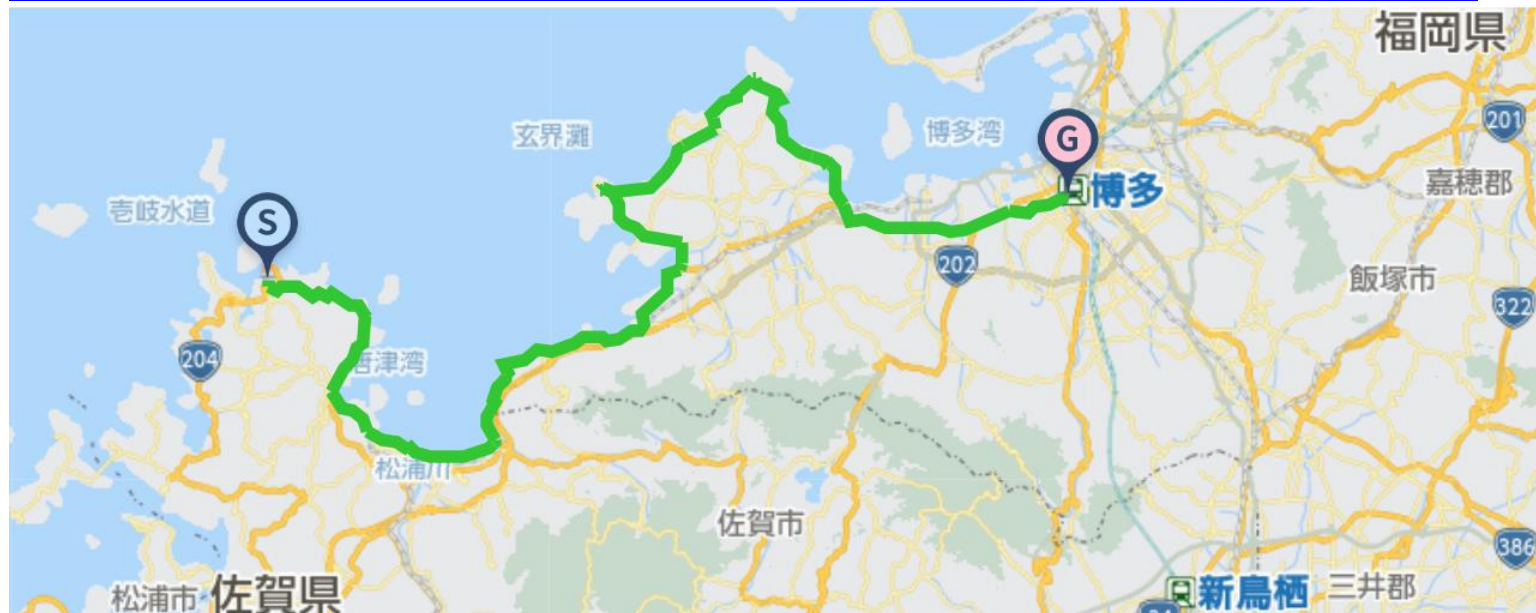 福岡県
201
玄界灘
博多湾
G
博多
嘉穂郡
壱岐水道
S
202
飯塚市
322
204
唐津湾
松浦川
佐賀市
386
松浦市
佐賀県
新鳥栖
三井郡
34